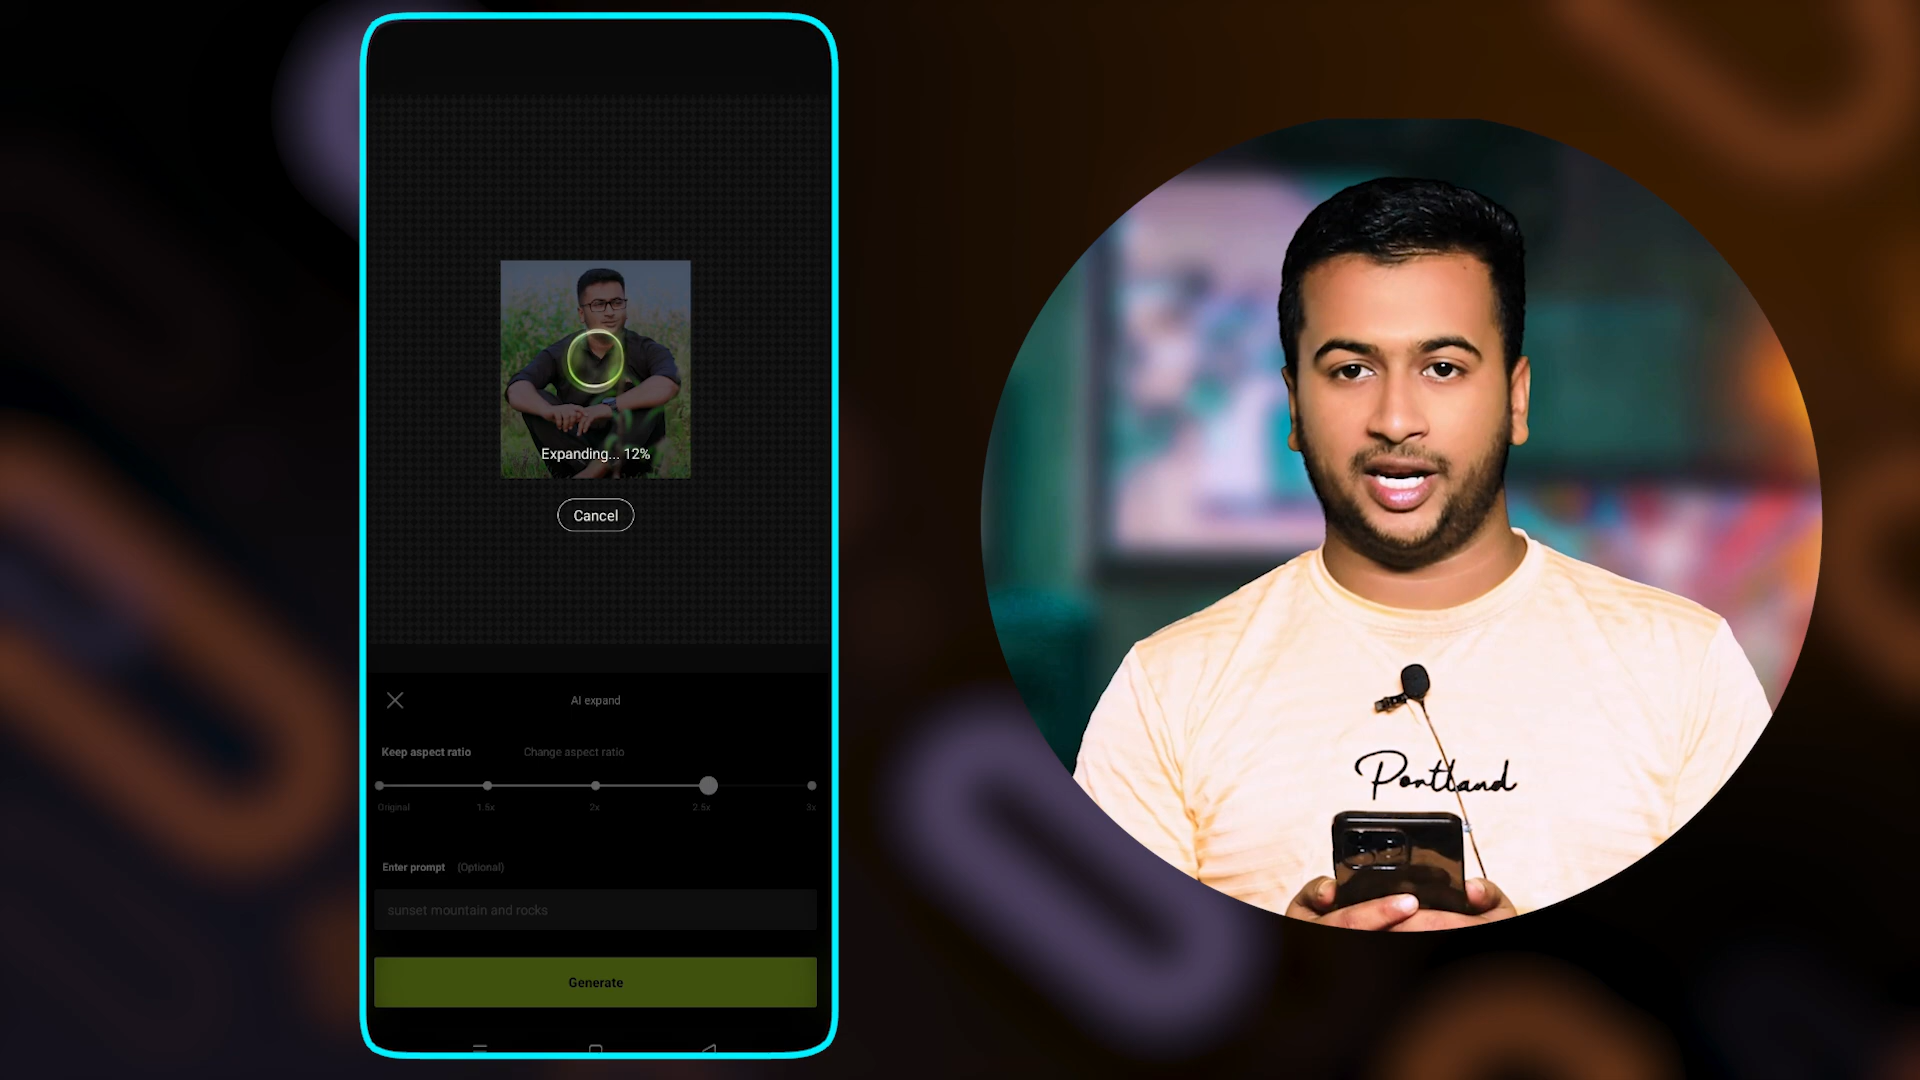 Expanding... 12%
Cancel
AI expand
Keep aspect ratio Change aspect ratio
Original 1.5x 2x 2.5x 3x
Enter prompt (Optional)
sunset mountain and rocks
Generate
Portland